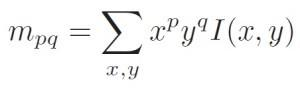 m_{pq} = \sum_{x,y} x^p y^q I(x, y)